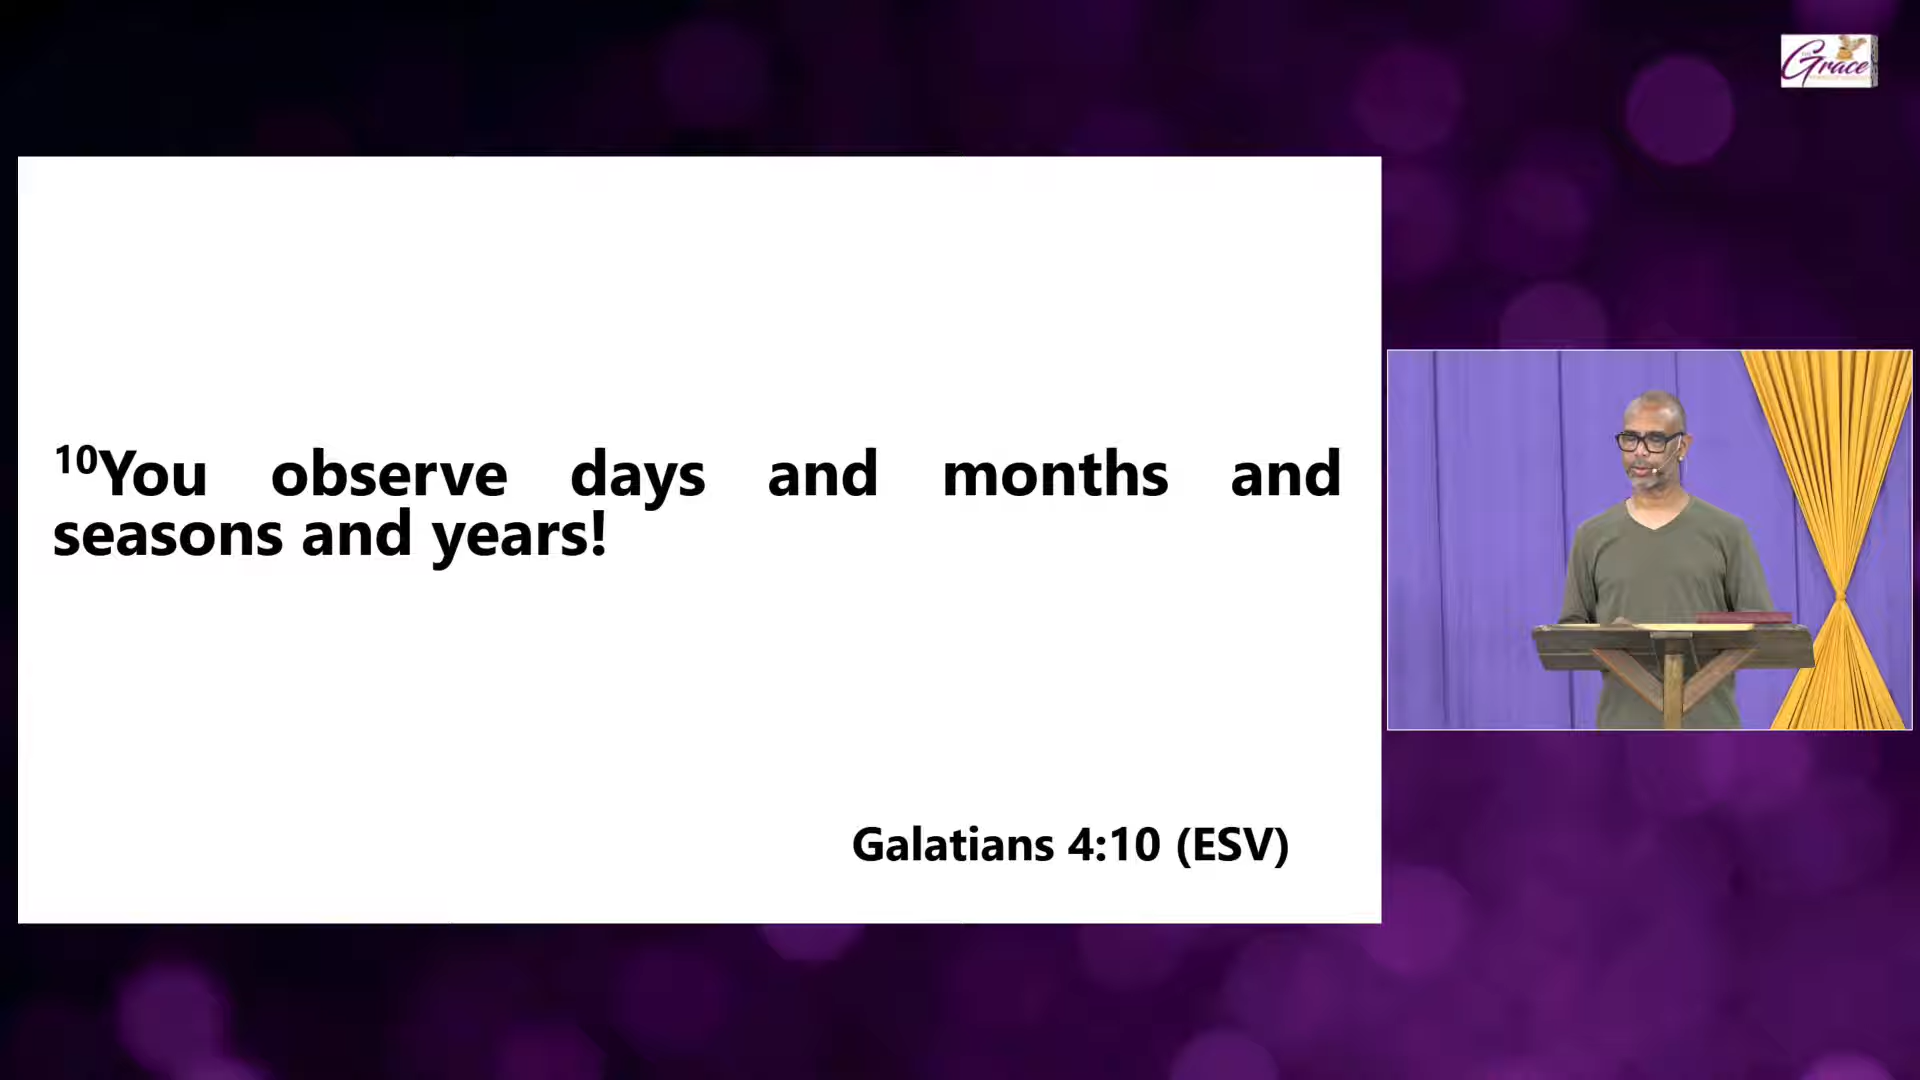 Grace
¹⁰You observe days and months and
seasons and years!
Galatians 4:10 (ESV)